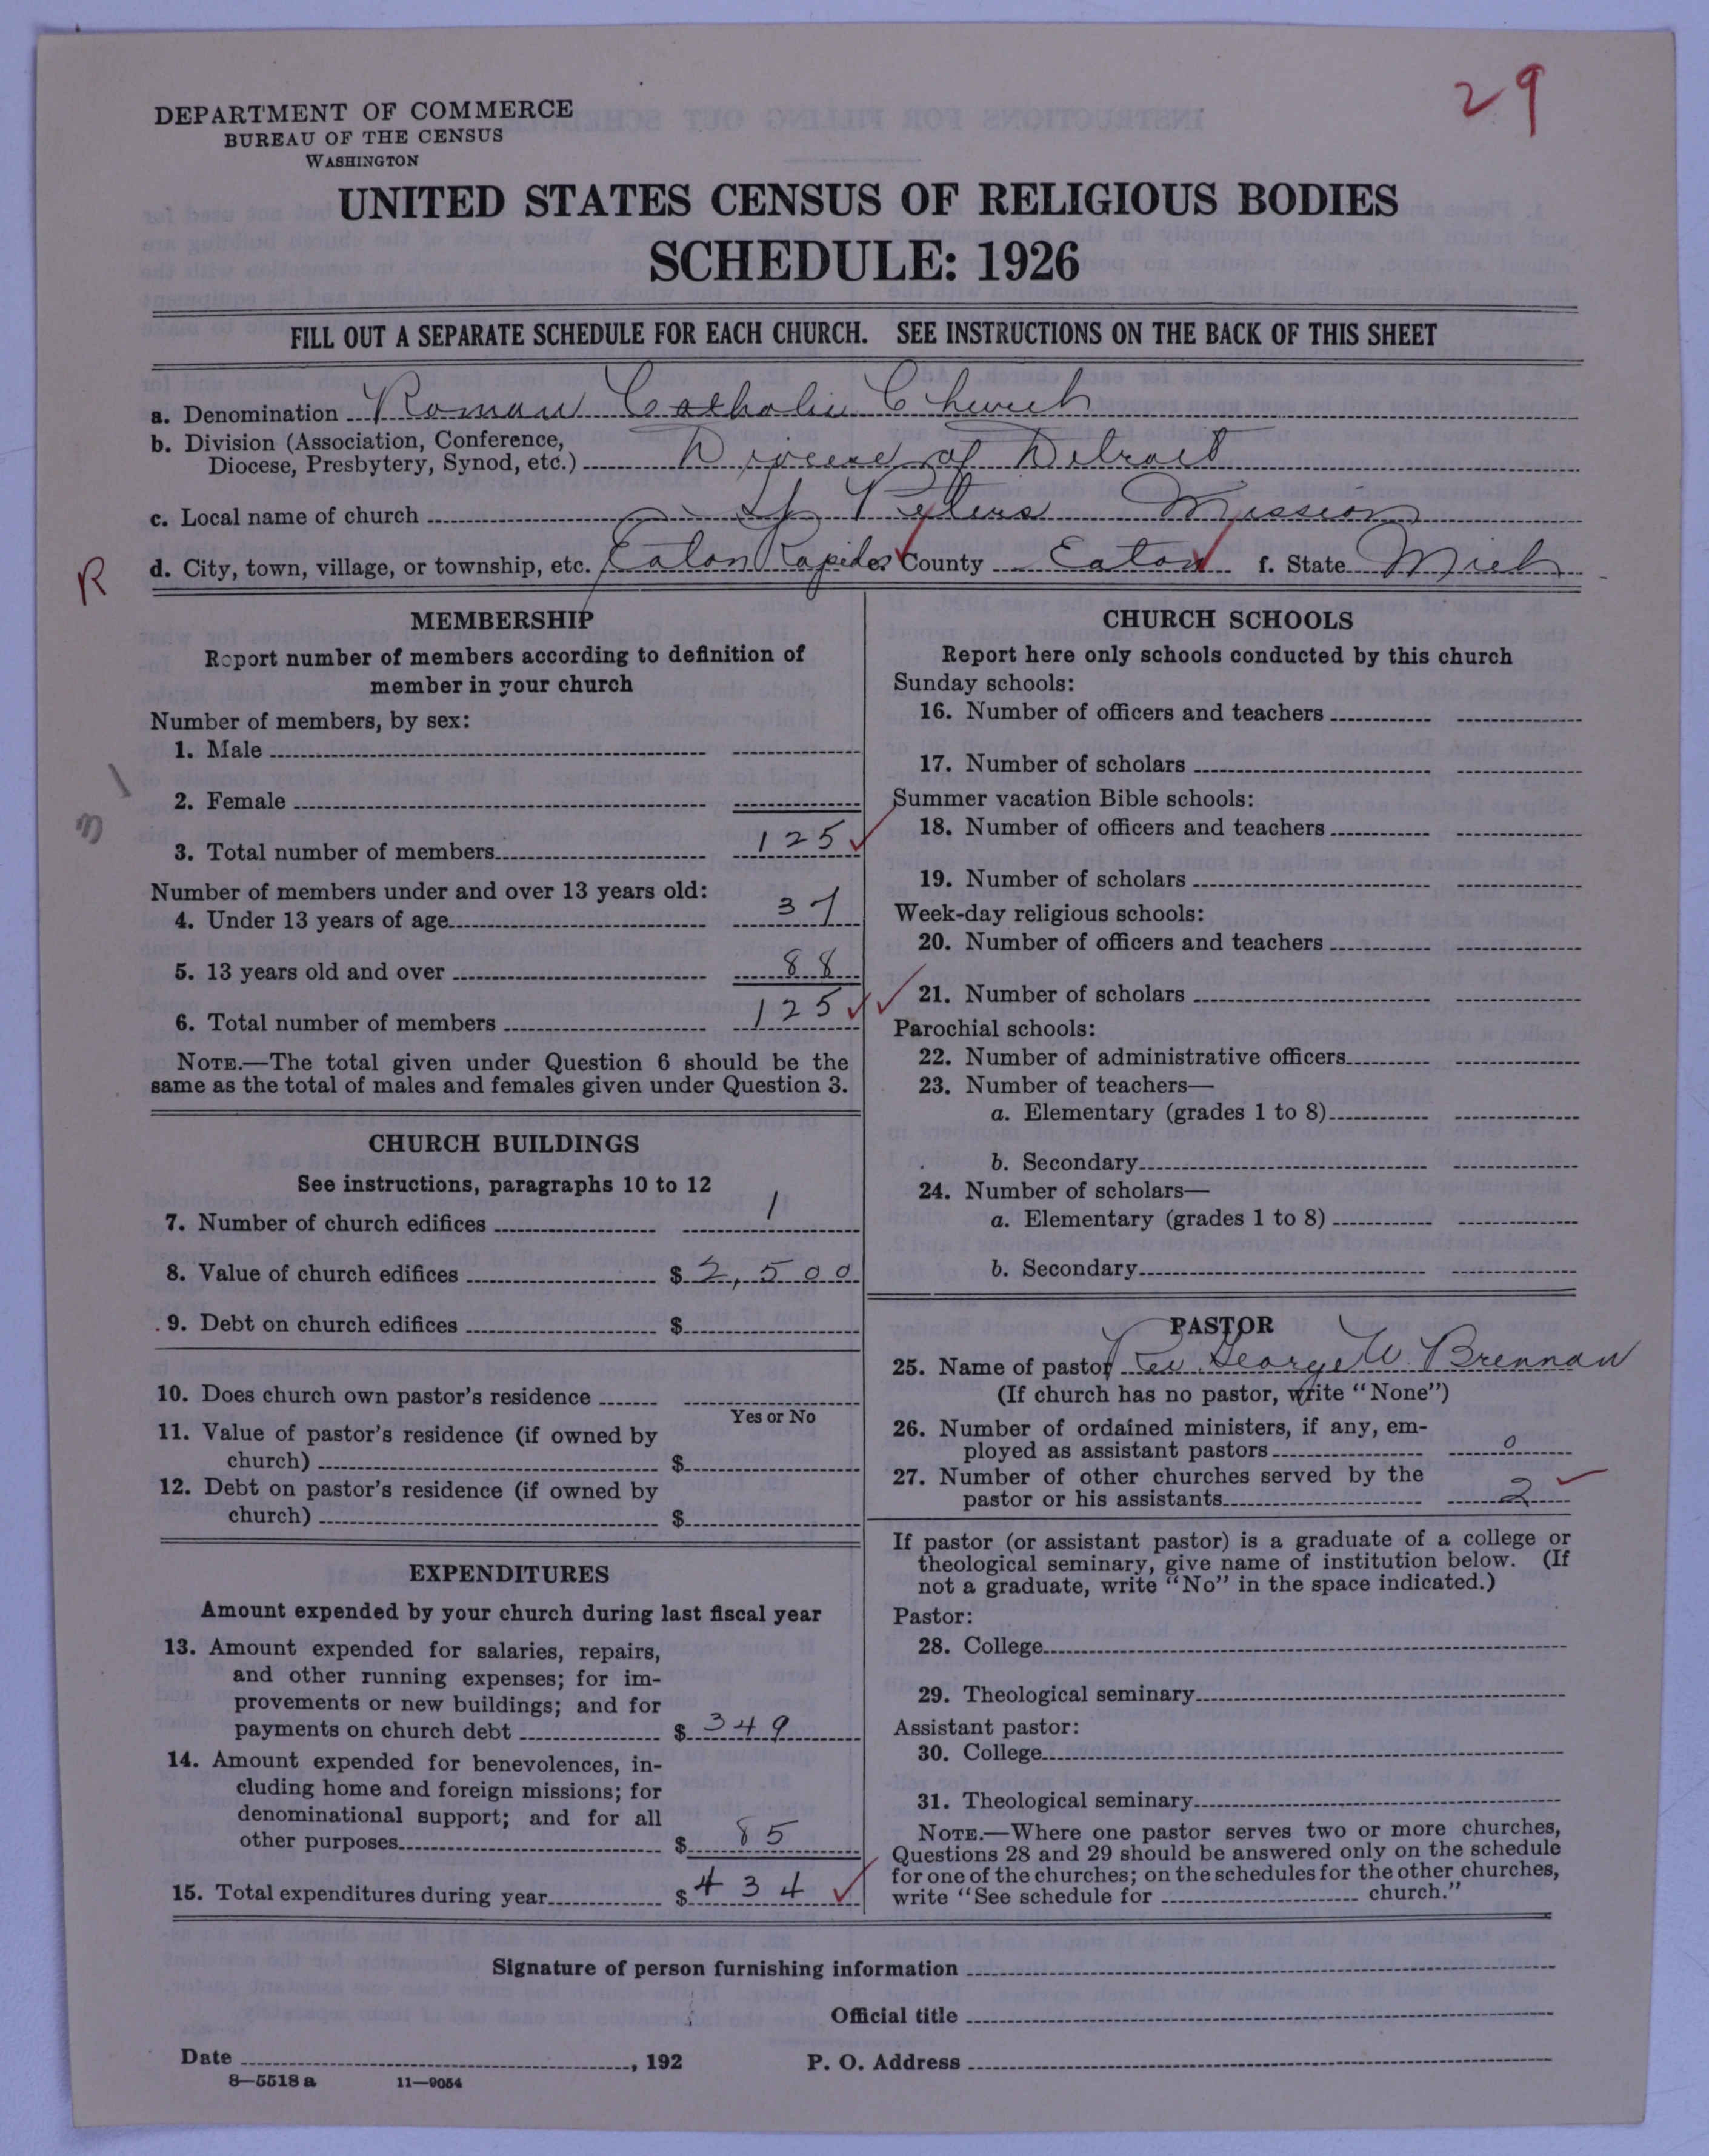 29
DEPARTMENT OF COMMERCE
BUREAU OF THE CENSUS
WASHINGTON
UNITED STATES CENSUS OF RELIGIOUS BODIES
SCHEDULE: 1926
FILL OUT A SEPARATE SCHEDULE FOR EACH CHURCH. SEE INSTRUCTIONS ON THE BACK OF THIS SHEET
a. Denomination Roman Catholic Church
b. Division (Association, Conference,
Diocese, Presbytery, Synod, etc.) Diocese of Detroit
c. Local name of church St Peters Mission
R d. City, town, village, or township, etc. Eaton Rapids County Eaton f. State Mich
MEMBERSHIP
Report number of members according to definition of
member in your church
Number of members, by sex:
1. Male
2. Female
3. Total number of members 125
Number of members under and over 13 years old:
4. Under 13 years of age 37
5. 13 years old and over 88
6. Total number of members 125
NOTE.—The total given under Question 6 should be the
same as the total of males and females given under Question 3.
CHURCH BUILDINGS
See instructions, paragraphs 10 to 12
7. Number of church edifices 1
8. Value of church edifices $ 2,500
9. Debt on church edifices $
10. Does church own pastor's residence
Yes or No
11. Value of pastor's residence (if owned by
church) $
12. Debt on pastor's residence (if owned by
church) $
EXPENDITURES
Amount expended by your church during last fiscal year
13. Amount expended for salaries, repairs,
and other running expenses; for im-
provements or new buildings; and for
payments on church debt $ 349
14. Amount expended for benevolences, in-
cluding home and foreign missions; for
denominational support; and for all
other purposes $ 85
15. Total expenditures during year $ 434
CHURCH SCHOOLS
Report here only schools conducted by this church
Sunday schools:
16. Number of officers and teachers
17. Number of scholars
Summer vacation Bible schools:
18. Number of officers and teachers
19. Number of scholars
Week-day religious schools:
20. Number of officers and teachers
21. Number of scholars
Parochial schools:
22. Number of administrative officers
23. Number of teachers—
a. Elementary (grades 1 to 8)
b. Secondary
24. Number of scholars—
a. Elementary (grades 1 to 8)
b. Secondary
PASTOR
25. Name of pastor Rev. George W. Brennan
(If church has no pastor, write "None")
26. Number of ordained ministers, if any, em-
ployed as assistant pastors 0
27. Number of other churches served by the
pastor or his assistants 2
If pastor (or assistant pastor) is a graduate of a college or
theological seminary, give name of institution below. (If
not a graduate, write "No" in the space indicated.)
Pastor:
28. College
29. Theological seminary
Assistant pastor:
30. College
31. Theological seminary
NOTE.—Where one pastor serves two or more churches,
Questions 28 and 29 should be answered only on the schedule
for one of the churches; on the schedules for the other churches,
write "See schedule for church."
Signature of person furnishing information
Official title
Date , 192 P. O. Address
8—5518 a 11—9054